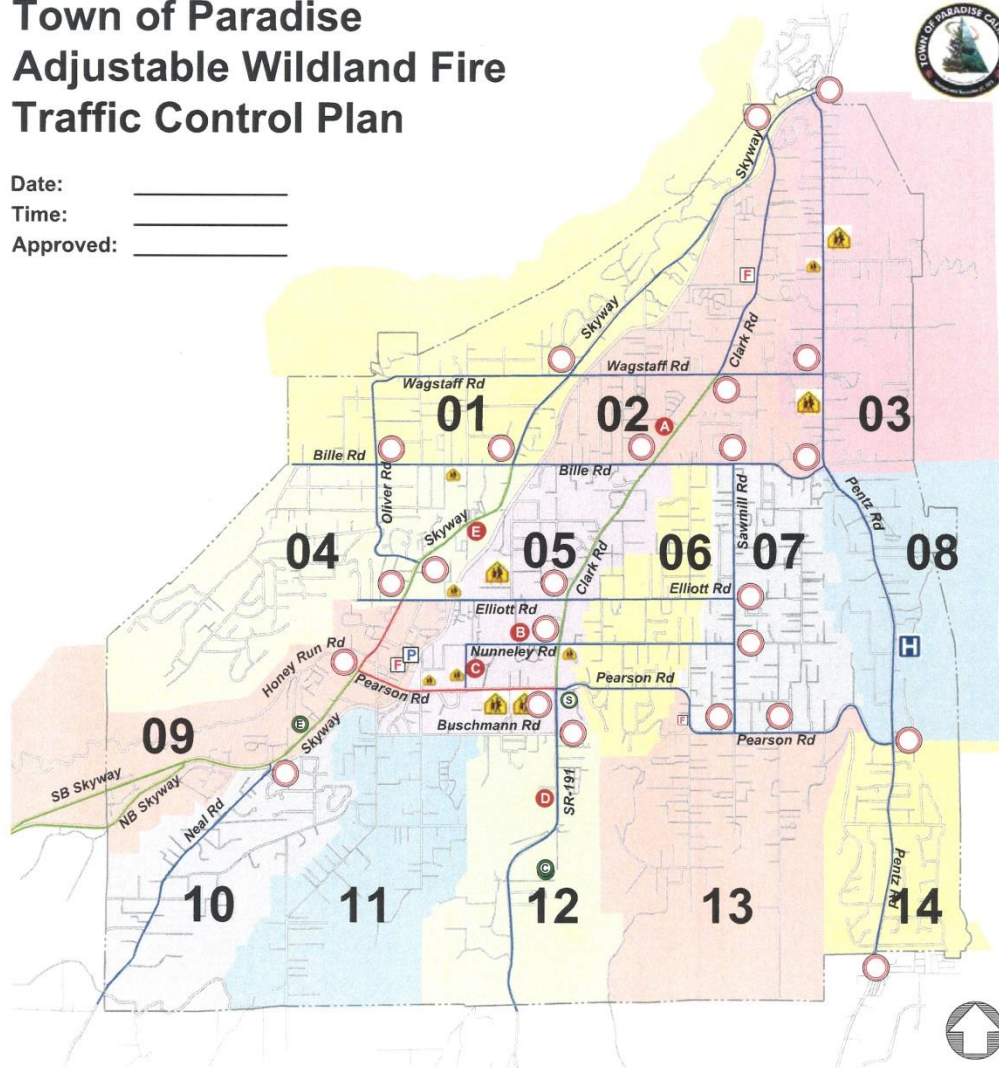 Town of Paradise
Adjustable Wildland Fire
Traffic Control Plan
Date:
Time:
Approved:
TOWN OF PARADISE
Skyway
F
Skyway
Clark Rd
Wagstaff Rd
Wagstaff Rd
01
02
A
03
Bille Rd
Bille Rd
Oliver Rd
Skyway
E
Sawmill Rd
Pentz Rd
04
05
Clark Rd
06
07
08
Elliott Rd
Elliott Rd
B
Nunneley Rd
H
Honey Run Rd
F
P
C
Pearson Rd
Pearson Rd
S
Buschmann Rd
F
Pearson Rd
E
Skyway
09
SB Skyway
NB Skyway
Neal Rd
D
SR-191
C
Pentz Rd
10
11
12
13
14